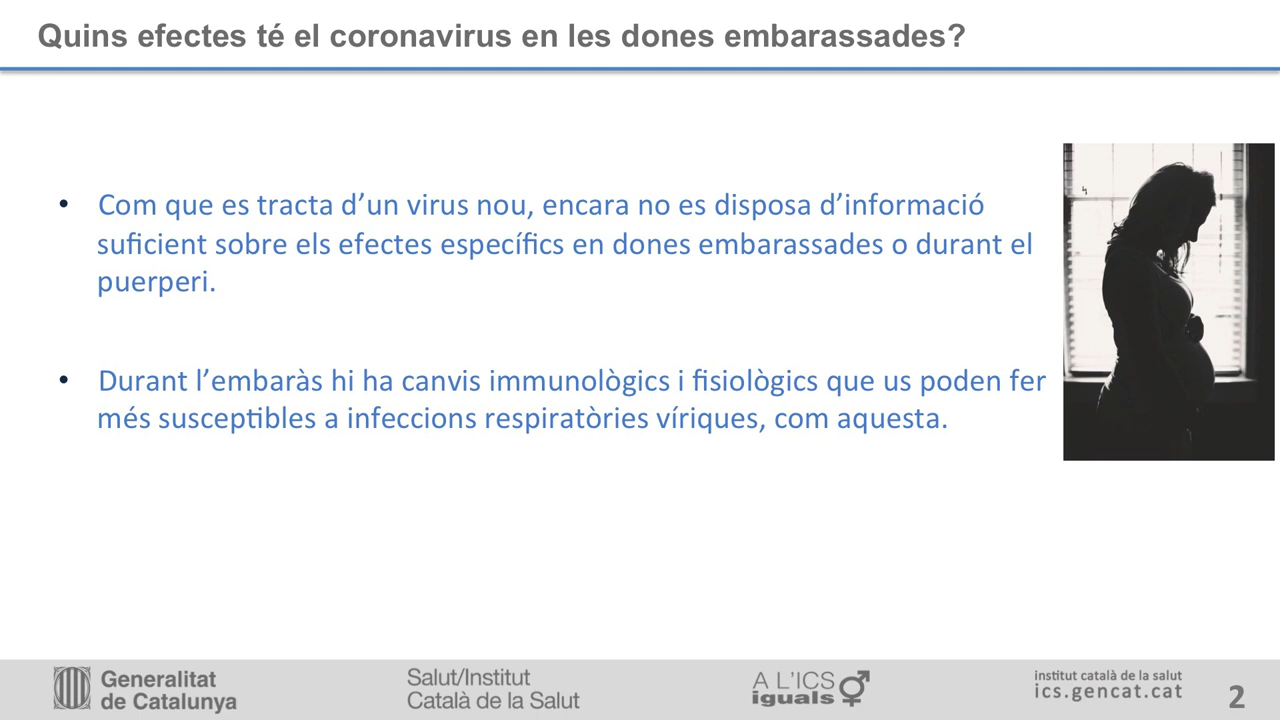 Quins efectes té el coronavirus en les dones embarassades?
• Com que es tracta d’un virus nou, encara no es disposa d’informació
suficient sobre els efectes específics en dones embarassades o durant el
puerperi.
• Durant l’embaràs hi ha canvis immunològics i fisiològics que us poden fer
més susceptibles a infeccions respiratòries víriques, com aquesta.
Generalitat
de Catalunya
Salut/Institut
Català de la Salut
A L'ICS
iguals
institut català de la salut
ics.gencat.cat
2